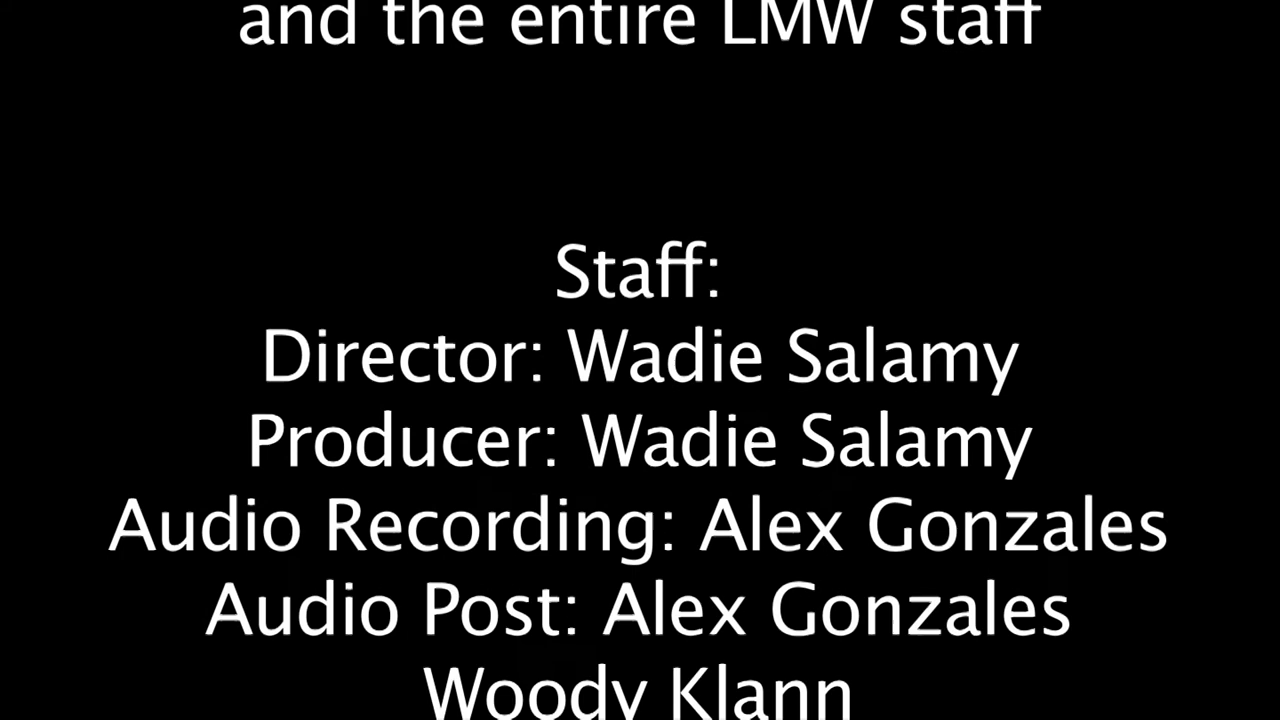 and the entire LMW staff
Staff:
Director: Wadie Salamy
Producer: Wadie Salamy
Audio Recording: Alex Gonzales
Audio Post: Alex Gonzales
Woody Klann